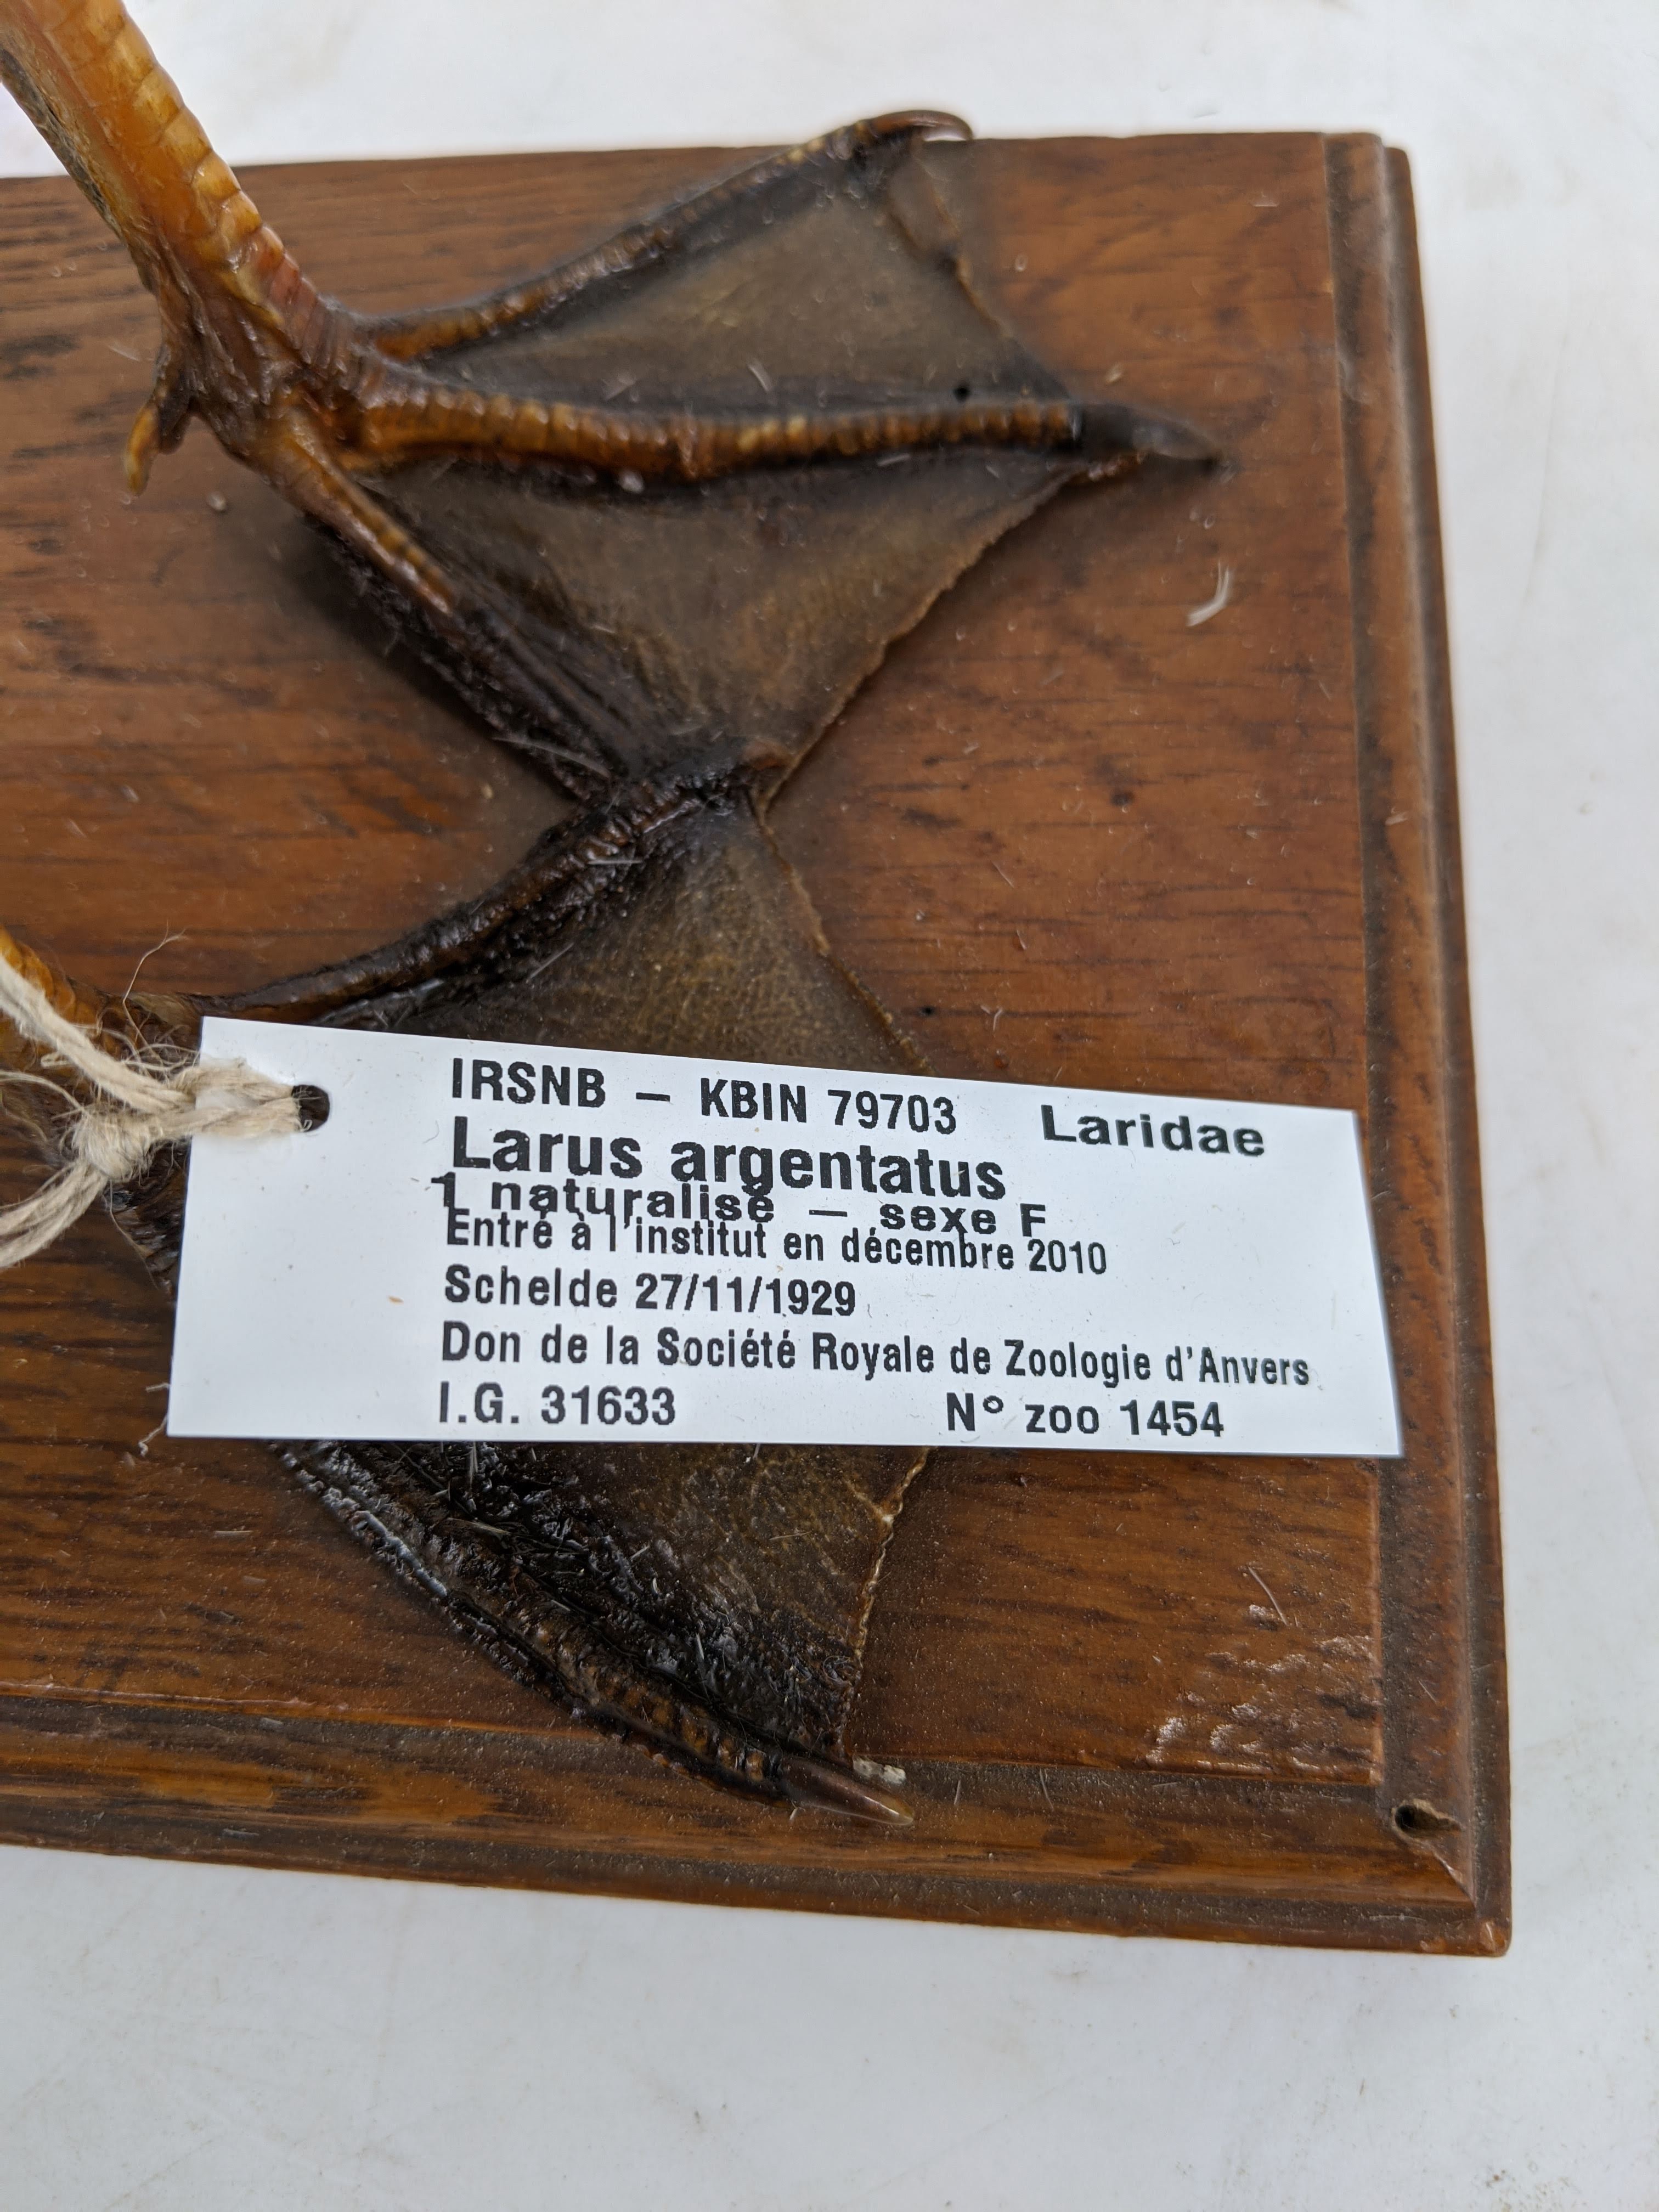 IRSNB – KBIN 79703 Laridae
Larus argentatus
1 naturalisé – sexe F
Entré à l'institut en décembre 2010
Schelde 27/11/1929
Don de la Société Royale de Zoologie d'Anvers
I.G. 31633 N° zoo 1454